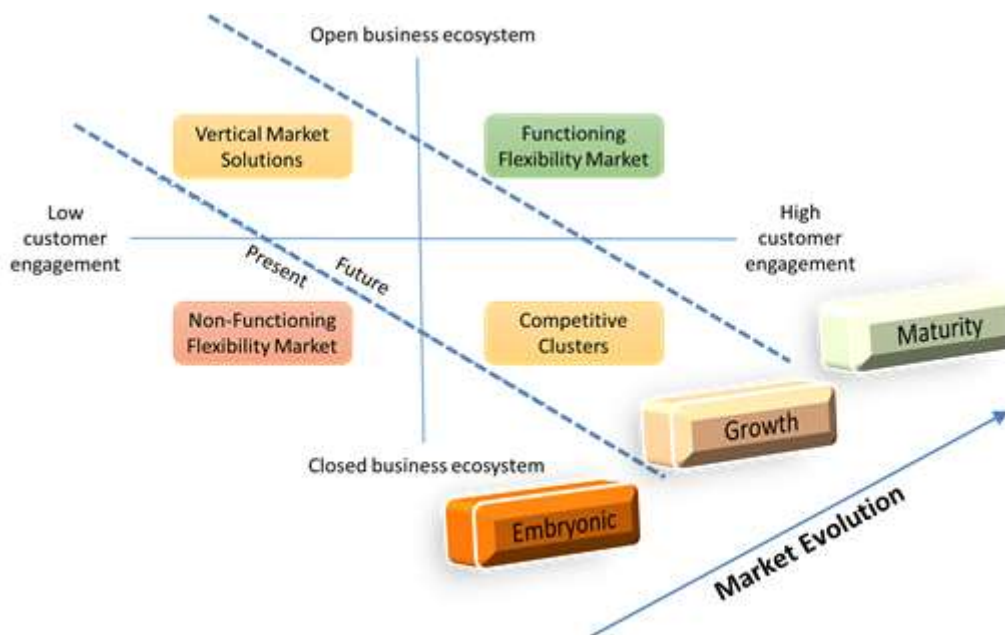 Open business ecosystem
Vertical Market
Solutions
Functioning
Flexibility Market
Low
customer
engagement
High
customer
engagement
Present
Future
Non-Functioning
Flexibility Market
Competitive
Clusters
Maturity
Growth
Closed business ecosystem
Embryonic
Market Evolution